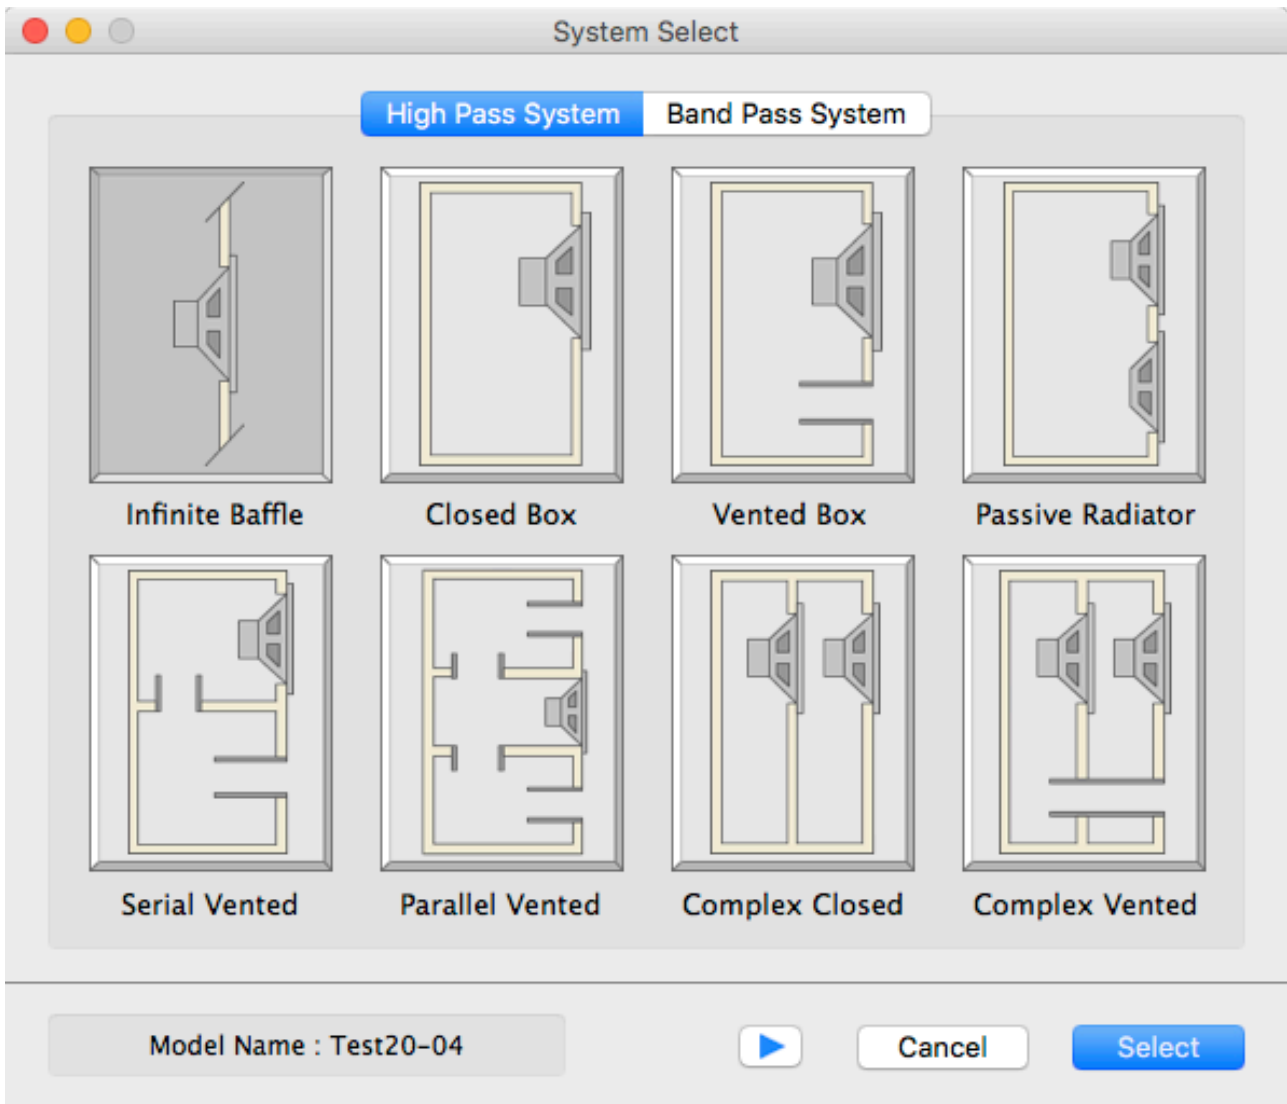 System Select
High Pass System
Band Pass System
Infinite Baffle
Closed Box
Vented Box
Passive Radiator
Serial Vented
Parallel Vented
Complex Closed
Complex Vented
Model Name : Test20-04
Cancel
Select